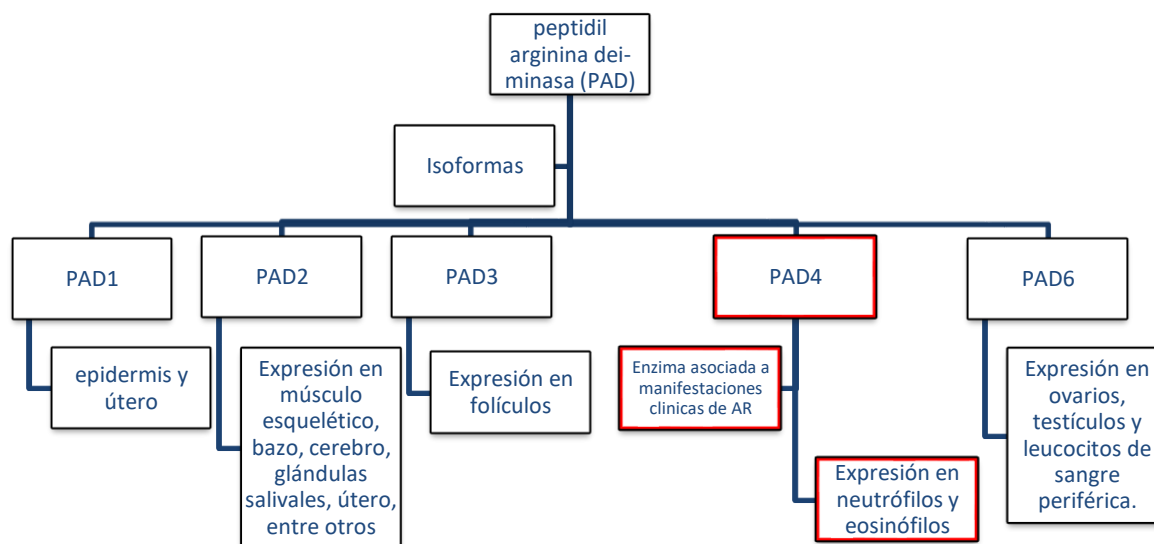 peptidil
arginina dei-
minasa (PAD)
Isoformas
PAD1
PAD2
PAD3
PAD4
PAD6
epidermis y
útero
Expresión en
músculo
esquelético,
bazo, cerebro,
glándulas
salivales, útero,
entre otros
Expresión en
folículos
Enzima asociada a
manifestaciones
clinicas de AR
Expresión en
neutrófilos y
eosinófilos
Expresión en
ovarios,
testículos y
leucocitos de
sangre
periférica.